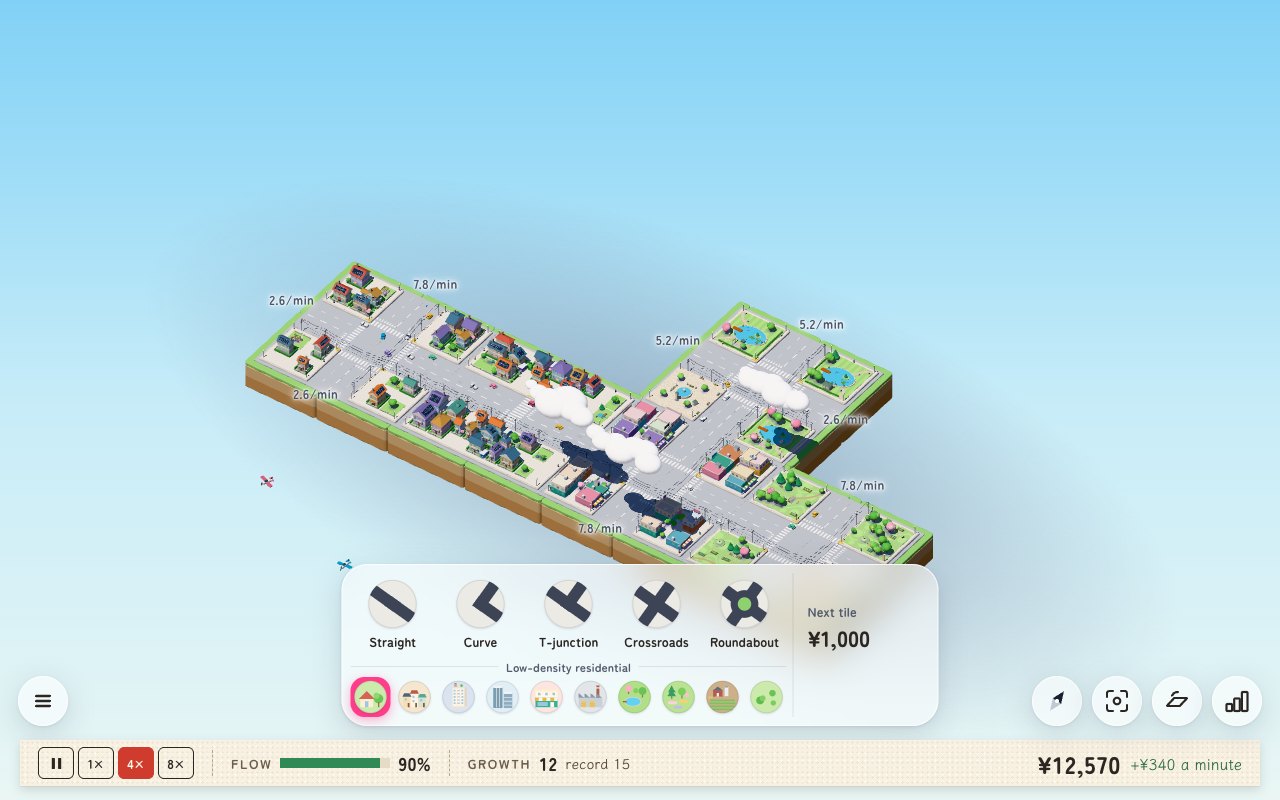 7.8/min
2.6/min
5.2/min
5.2/min
2.6/min
2.6/min
7.8/min
7.8/min
Straight
Curve
T-junction
Crossroads
Roundabout
Next tile
¥1,000
Low-density residential
1×
4×
8×
FLOW
90%
GROWTH 12 record 15
¥12,570 +¥340 a minute